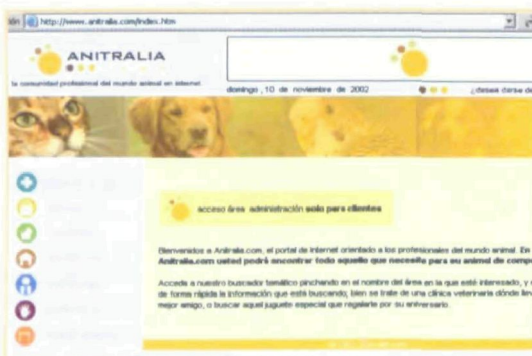 http://www.anitralia.com/index.htm
ANITRALIA
la comunidad profesional del mundo animal en internet
domingo , 10 de noviembre de 2002
¿desea darse de
acceso área administración solo para clientes
Bienvenidos a Anitralia.com, el portal de internet orientado a los profesionales del mundo animal. En
Anitralia.com usted podrá encontrar todo aquello que necesite para su animal de compa
Acceda a nuestro buscador temático pinchando en el nombre del área en la que esté interesado, y
de forma rápida la información que está buscando, bien se trate de una clínica veterinaria dónde llev
mejor amigo, o buscar aquel juguete especial que regalarle por su aniversario.